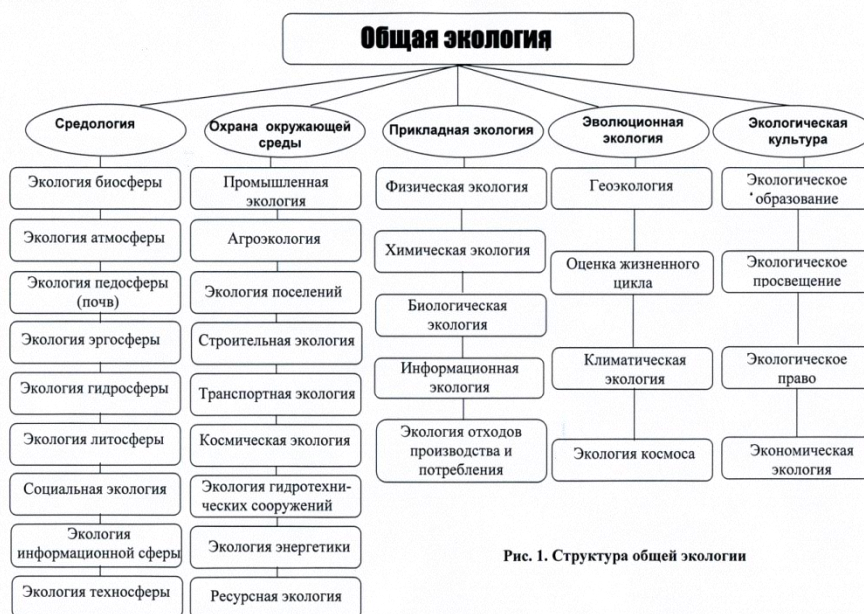 Общая экология
Средология
Экология биосферы
Экология атмосферы
Экология педосферы
(почв)
Экология эргосферы
Экология гидросферы
Экология литосферы
Социальная экология
Экология
информационной сферы
Экология техносферы
Охрана окружающей
среды
Промышленная
экология
Агроэкология
Экология поселений
Строительная экология
Транспортная экология
Космическая экология
Экология гидротехни-
ческих сооружений
Экология энергетики
Ресурсная экология
Прикладная экология
Физическая экология
Химическая экология
Биологическая
экология
Информационная
экология
Экология отходов
производства и
потребления
Эволюционная
экология
Геоэкология
Оценка жизненного
цикла
Климатическая
экология
Экология космоса
Экологическая
культура
Экологическое
образование
Экологическое
просвещение
Экологическое
право
Экономическая
экология
Рис. 1. Структура общей экологии